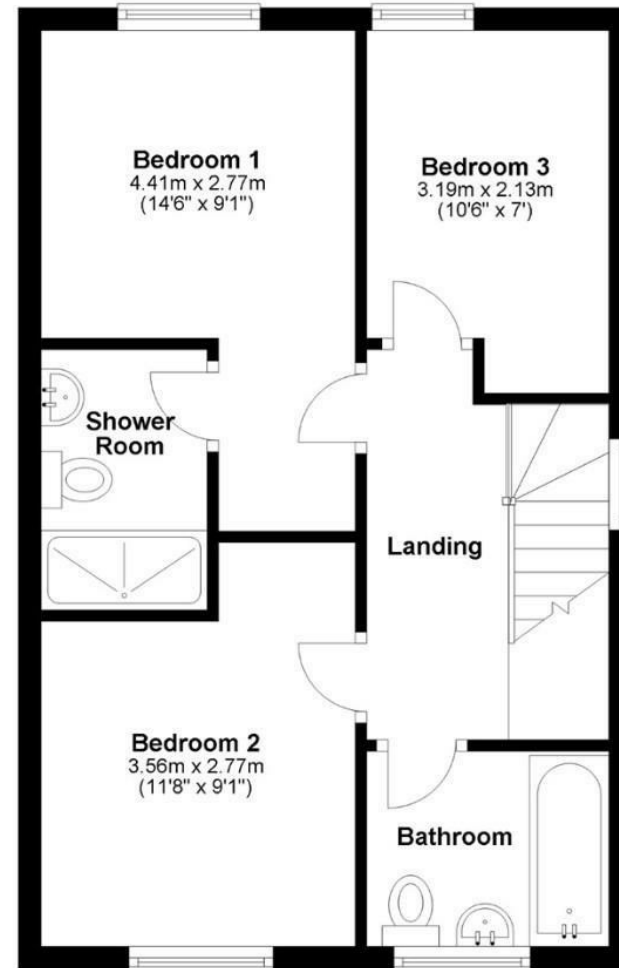 Bedroom 1
4.41m x 2.77m
(14'6" x 9'1")
Bedroom 3
3.19m x 2.13m
(10'6" x 7')
Shower
Room
Landing
Bedroom 2
3.56m x 2.77m
(11'8" x 9'1")
Bathroom